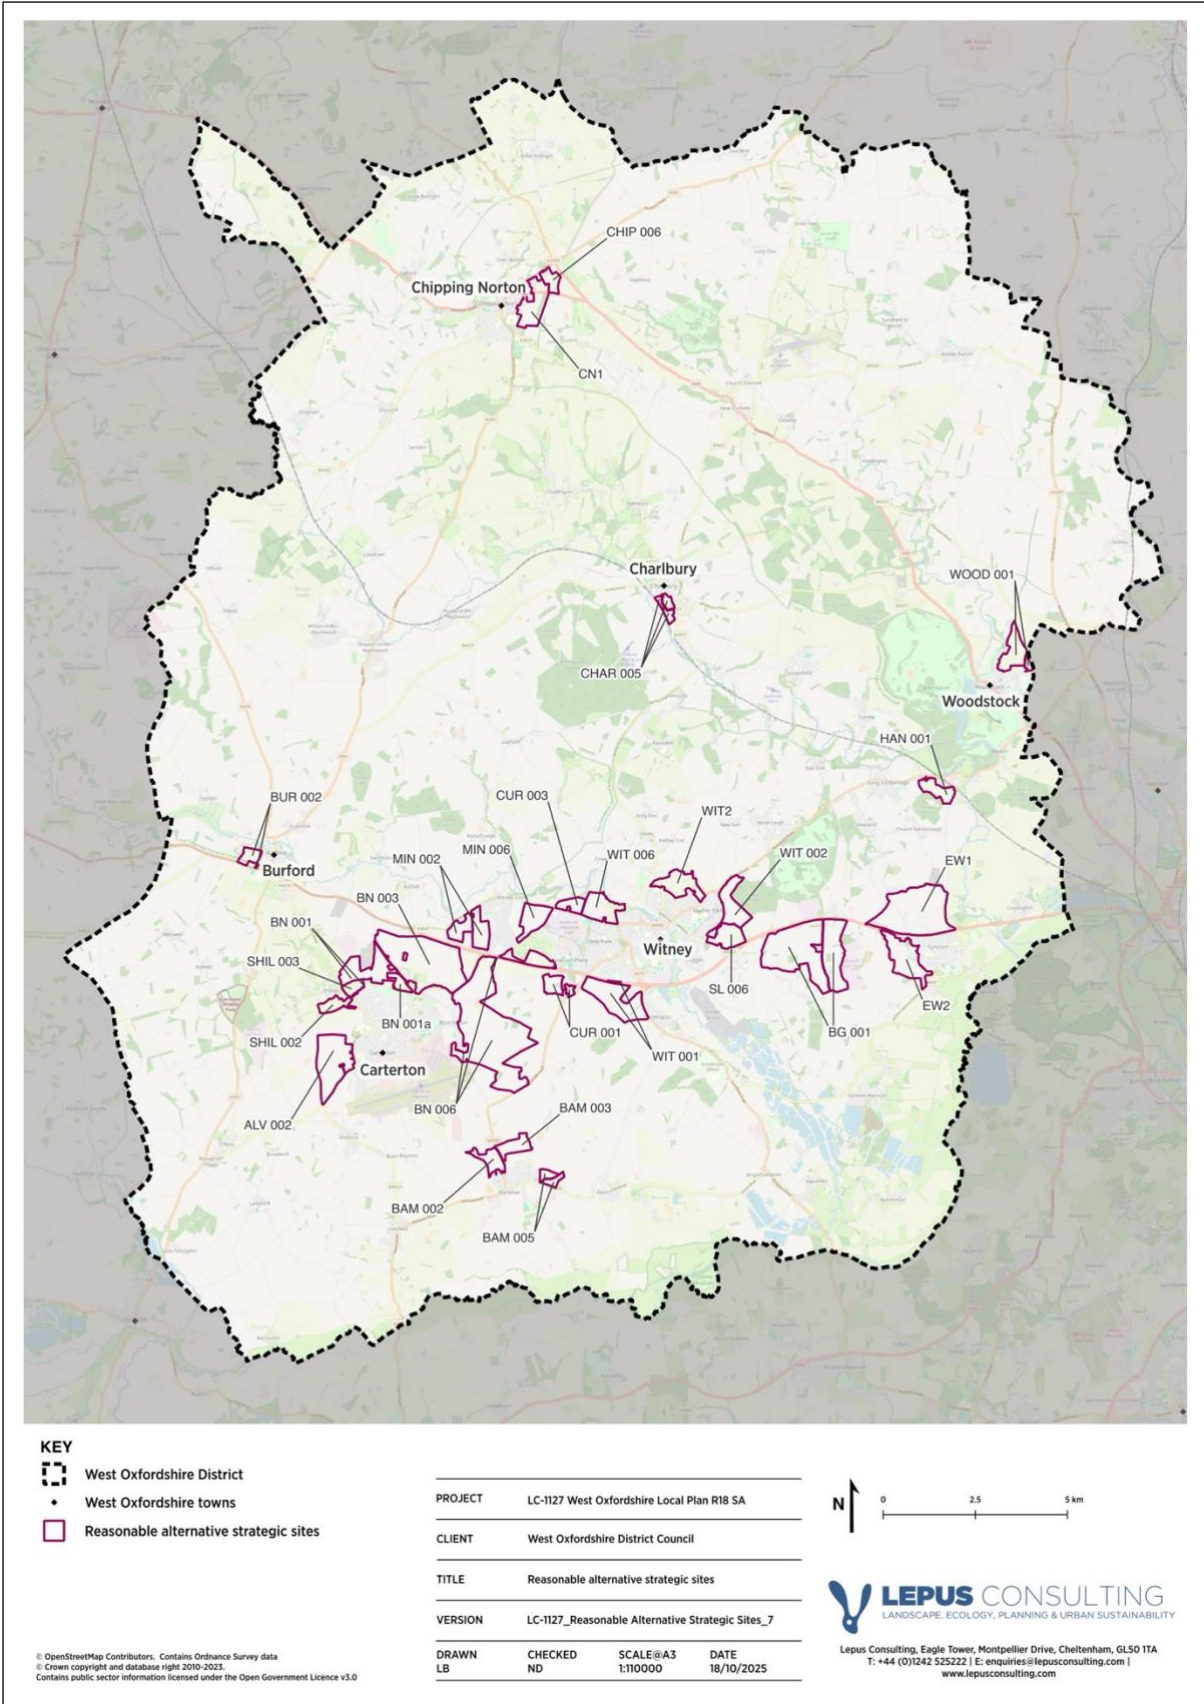 CHIP 006
Chipping Norton
CN1
Charlbury
WOOD 001
CHAR 005
Woodstock
HAN 001
BUR 002
CUR 003
WIT2
Burford
MIN 002
MIN 006
WIT 006
WIT 002
EW1
BN 003
BN 001
Witney
SHIL 003
SL 006
EW2
BN 001a
CUR 001
BG 001
SHIL 002
WIT 001
Carterton
ALV 002
BN 006
BAM 003
BAM 002
BAM 005
KEY
West Oxfordshire District
West Oxfordshire towns
Reasonable alternative strategic sites
PROJECT LC-1127 West Oxfordshire Local Plan R18 SA
CLIENT West Oxfordshire District Council
TITLE Reasonable alternative strategic sites
VERSION LC-1127_Reasonable Alternative Strategic Sites_7
DRAWN CHECKED SCALE@A3 DATE
LB ND 1:110000 18/10/2025
N 0 2.5 5 km
LEPUS CONSULTING
LANDSCAPE, ECOLOGY, PLANNING & URBAN SUSTAINABILITY
Lepus Consulting, Eagle Tower, Montpellier Drive, Cheltenham, GL50 1TA
T: +44 (0)1242 525222 | E: enquiries@lepusconsulting.com |
www.lepusconsulting.com
© OpenStreetMap Contributors. Contains Ordnance Survey data
© Crown copyright and database right 2010-2023.
Contains public sector information licensed under the Open Government Licence v3.0